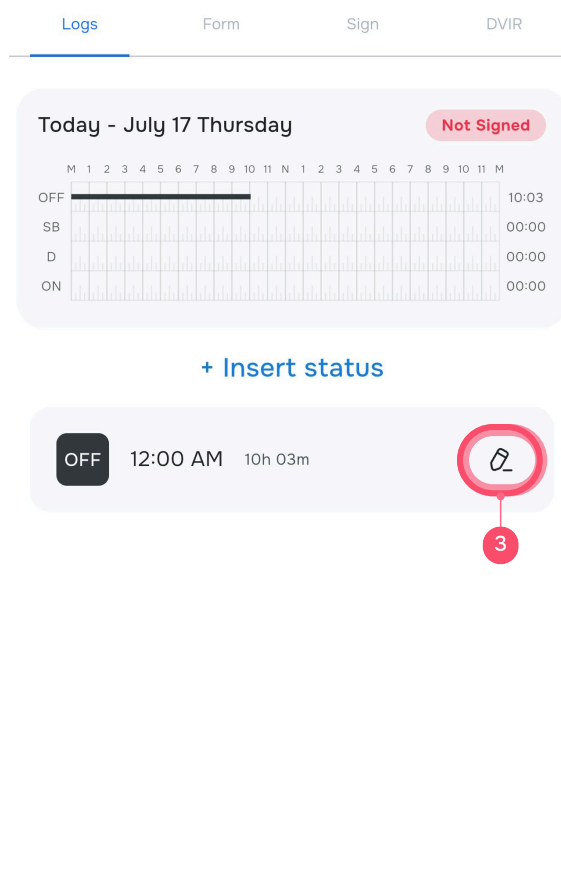 Logs Form Sign DVIR
Today - July 17 Thursday Not Signed
M 1 2 3 4 5 6 7 8 9 10 11 N 1 2 3 4 5 6 7 8 9 10 11 M
OFF 10:03
SB 00:00
D 00:00
ON 00:00
+ Insert status
OFF 12:00 AM 10h 03m
3